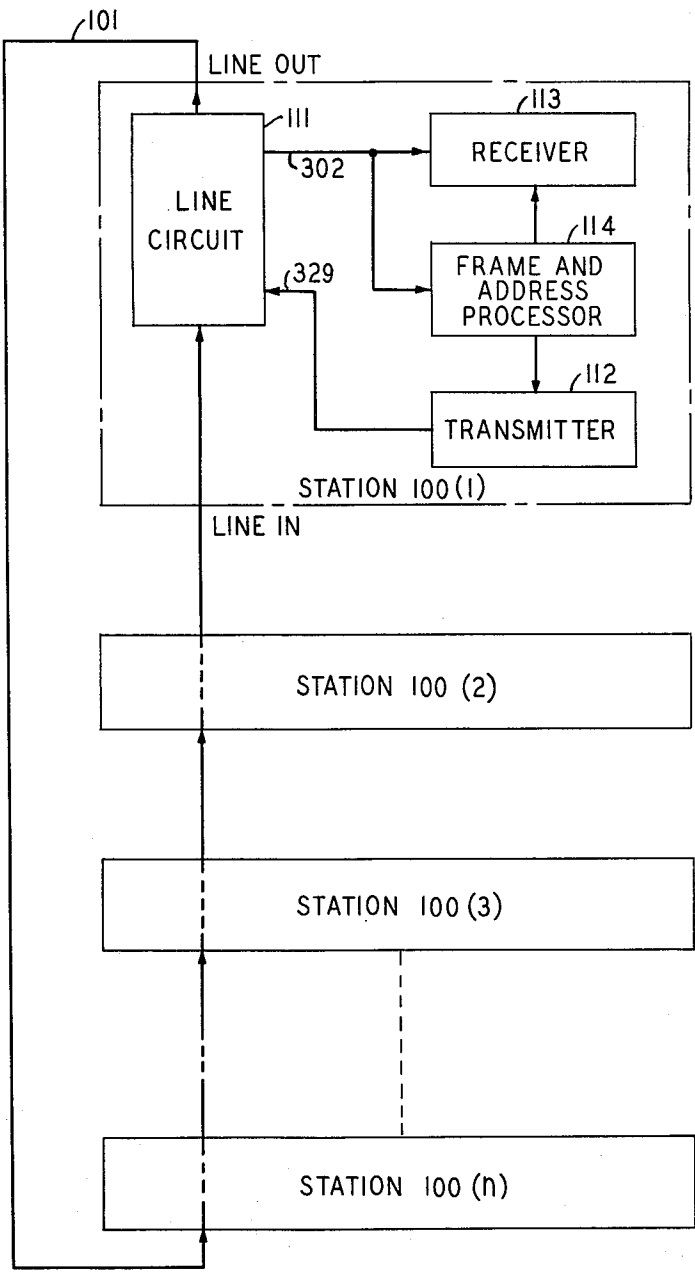 101
LINE OUT
111
113
LINE
CIRCUIT
302
RECEIVER
114
329
FRAME AND
ADDRESS
PROCESSOR
112
TRANSMITTER
STATION 100(1)
LINE IN
STATION 100 (2)
STATION 100 (3)
STATION 100 (n)